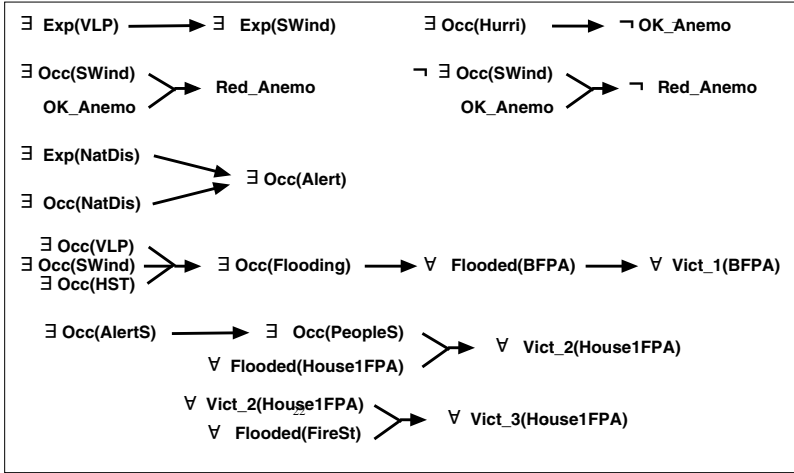 ∃ Exp(VLP) ∃ Exp(SWind) ∃ Occ(Hurri) ¬ OK_Anemo
∃ Occ(SWind) ¬ ∃ Occ(SWind)
Red_Anemo ¬ Red_Anemo
OK_Anemo OK_Anemo
∃ Exp(NatDis)
∃ Occ(Alert)
∃ Occ(NatDis)
∃ Occ(VLP)
∃ Occ(SWind) ∃ Occ(Flooding) ∀ Flooded(BFPA) ∀ Vict_1(BFPA)
∃ Occ(HST)
∃ Occ(AlertS) ∃ Occ(PeopleS)
∀ Vict_2(House1FPA)
∀ Flooded(House1FPA)
∀ Vict_2(House1FPA)
22
∀ Vict_3(House1FPA)
∀ Flooded(FireSt)